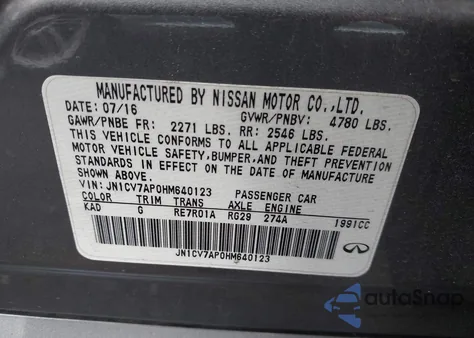 MANUFACTURED BY NISSAN MOTOR CO., LTD.
DATE: 07/16 GVWR/PNBV: 4780 LBS.
GAWR/PNBE FR: 2271 LBS. RR: 2546 LBS.
THIS VEHICLE CONFORMS TO ALL APPLICABLE FEDERAL
MOTOR VEHICLE SAFETY, BUMPER, AND THEFT PREVENTION
STANDARDS IN EFFECT ON THE DATE OF MANUFACTURE
SHOWN ABOVE.
VIN: JN1CV7AP0HM640123 PASSENGER CAR
COLOR TRIM TRANS AXLE ENGINE
KAD G RE7R01A RG29 274A 1991CC
JN1CV7AP0HM640123
autoSnap